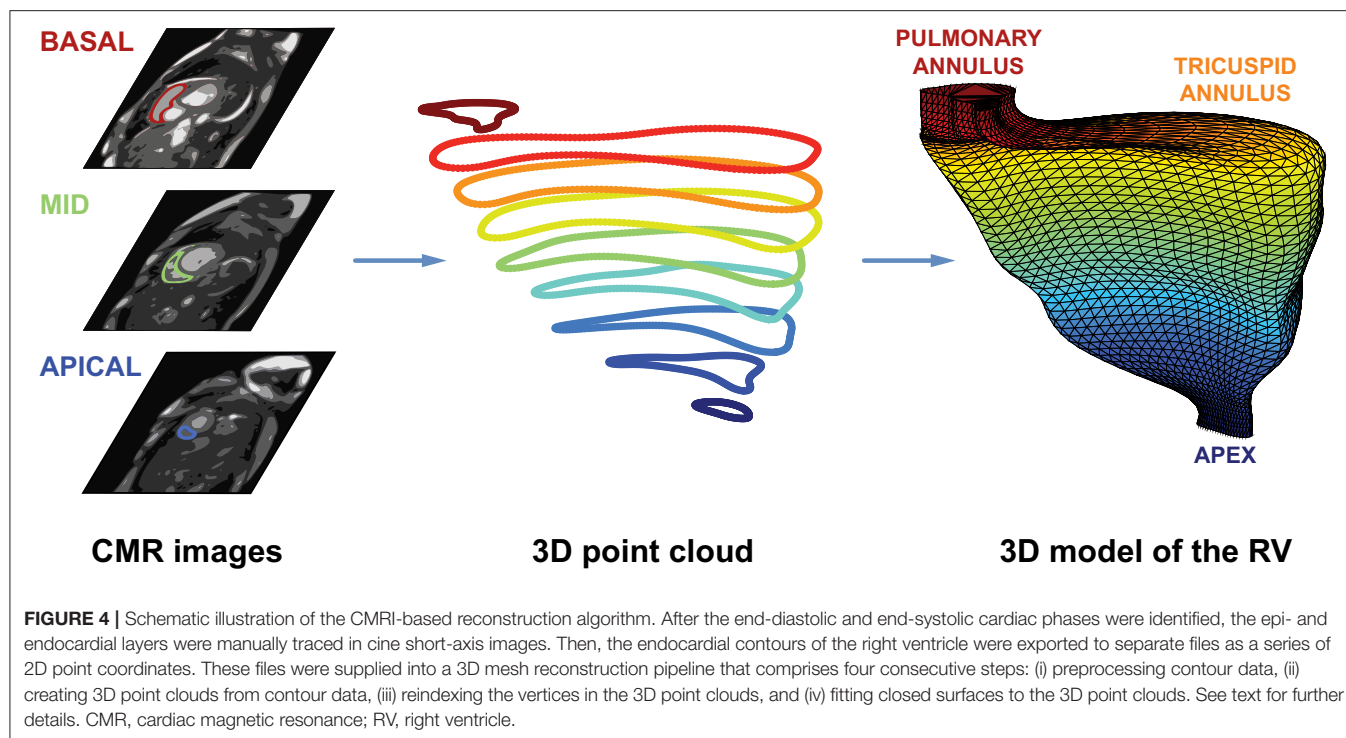 BASAL
MID
APICAL
PULMONARY
ANNULUS
TRICUSPID
ANNULUS
APEX
CMR images
3D point cloud
3D model of the RV
FIGURE 4 | Schematic illustration of the CMRI-based reconstruction algorithm. After the end-diastolic and end-systolic cardiac phases were identified, the epi- and
endocardial layers were manually traced in cine short-axis images. Then, the endocardial contours of the right ventricle were exported to separate files as a series of
2D point coordinates. These files were supplied into a 3D mesh reconstruction pipeline that comprises four consecutive steps: (i) preprocessing contour data, (ii)
creating 3D point clouds from contour data, (iii) reindexing the vertices in the 3D point clouds, and (iv) fitting closed surfaces to the 3D point clouds. See text for further
details. CMR, cardiac magnetic resonance; RV, right ventricle.